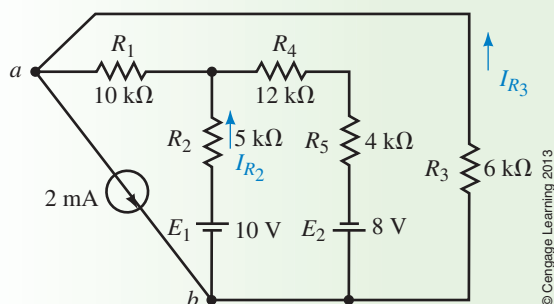 R1
R4
a
10 kΩ
12 kΩ
IR3
R2
5 kΩ
R5
4 kΩ
IR2
R3
6 kΩ
2 mA
E1
10 V
E2
8 V
b
© Cengage Learning 2013